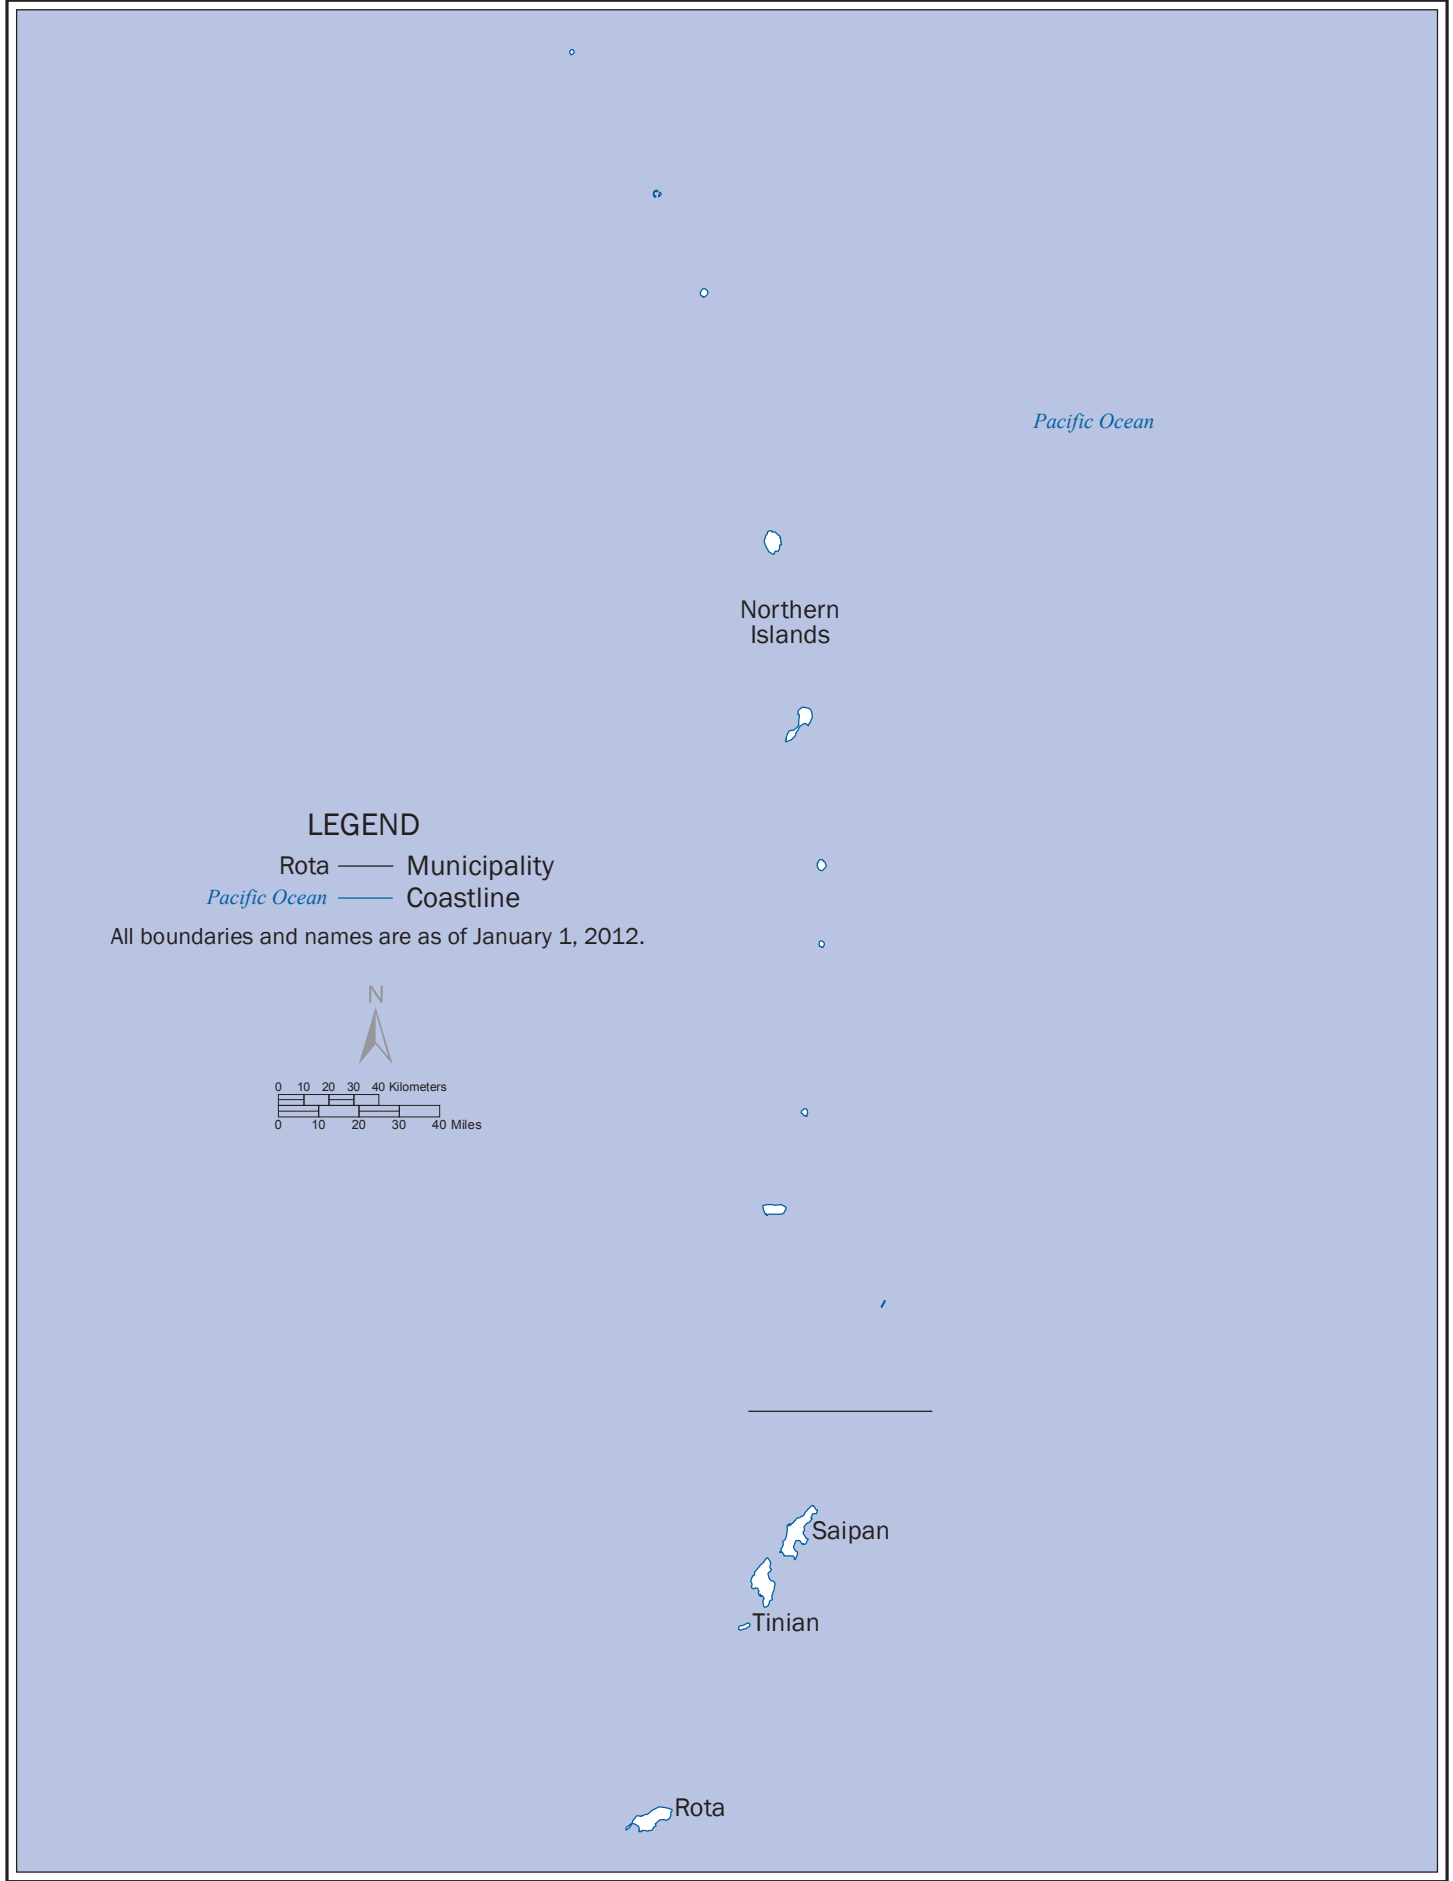 Pacific Ocean
Northern
Islands
LEGEND
Rota Municipality
Pacific Ocean Coastline
All boundaries and names are as of January 1, 2012.
N
0 10 20 30 40 Kilometers
0 10 20 30 40 Miles
Saipan
Tinian
Rota